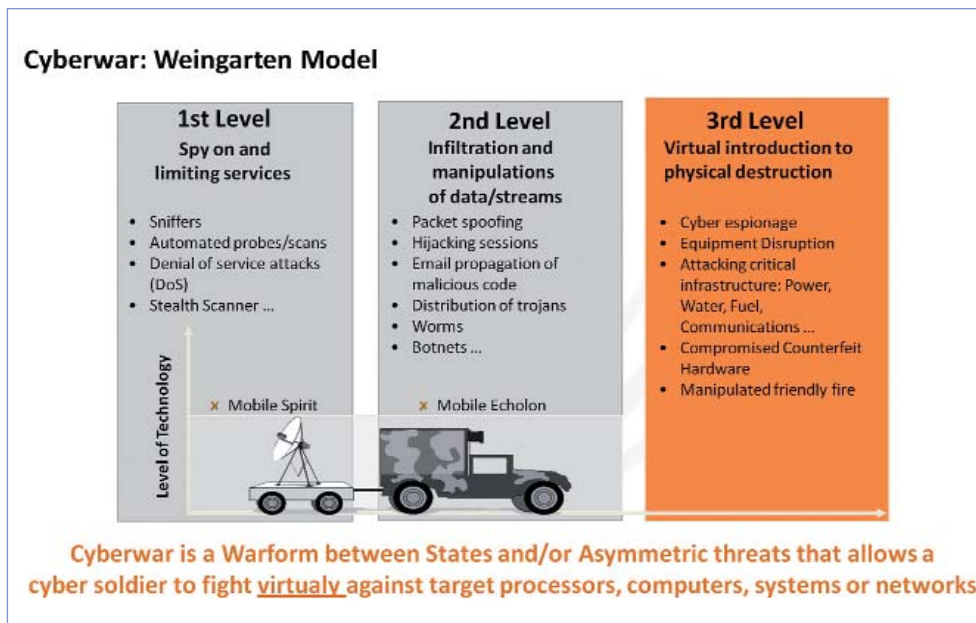 Cyberwar: Weingarten Model
1st Level
Spy on and
limiting services
• Sniffers
• Automated probes/scans
• Denial of service attacks
(DoS)
• Stealth Scanner ...
2nd Level
Infiltration and
manipulations
of data/streams
• Packet spoofing
• Hijacking sessions
• Email propagation of
malicious code
• Distribution of trojans
• Worms
• Botnets ...
3rd Level
Virtual introduction to
physical destruction
• Cyber espionage
• Equipment Disruption
• Attacking critical
infrastructure: Power,
Water, Fuel,
Communications ...
• Compromised Counterfeit
Hardware
• Manipulated friendly fire
Level of Technology
x Mobile Spirit
x Mobile Echolon
Cyberwar is a Warform between States and/or Asymmetric threats that allows a
cyber soldier to fight virtualy against target processors, computers, systems or networks